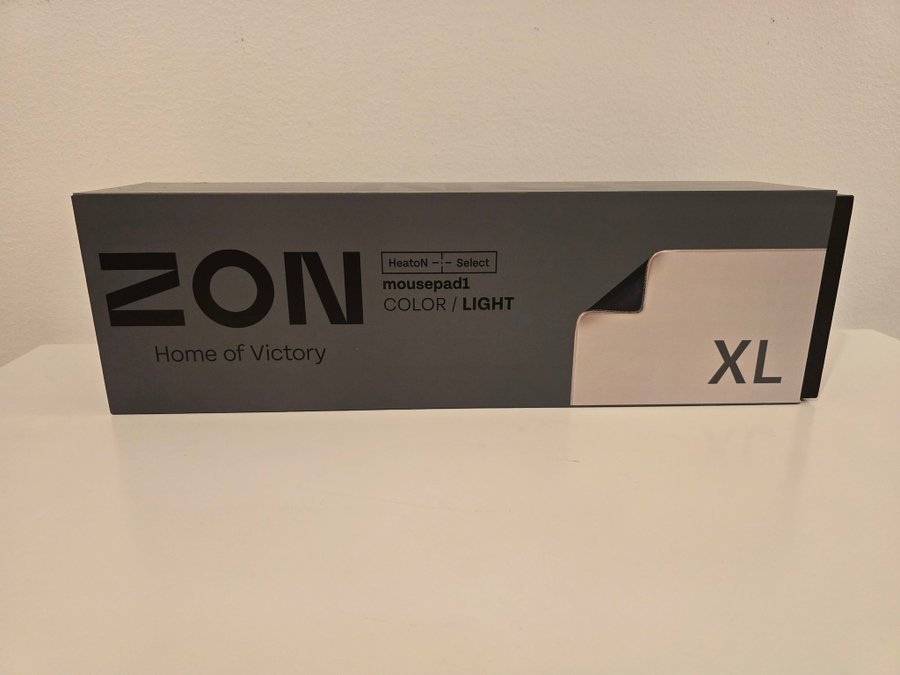 ZON
Home of Victory
HeatoN Select
mousepad1
COLOR / LIGHT
XL